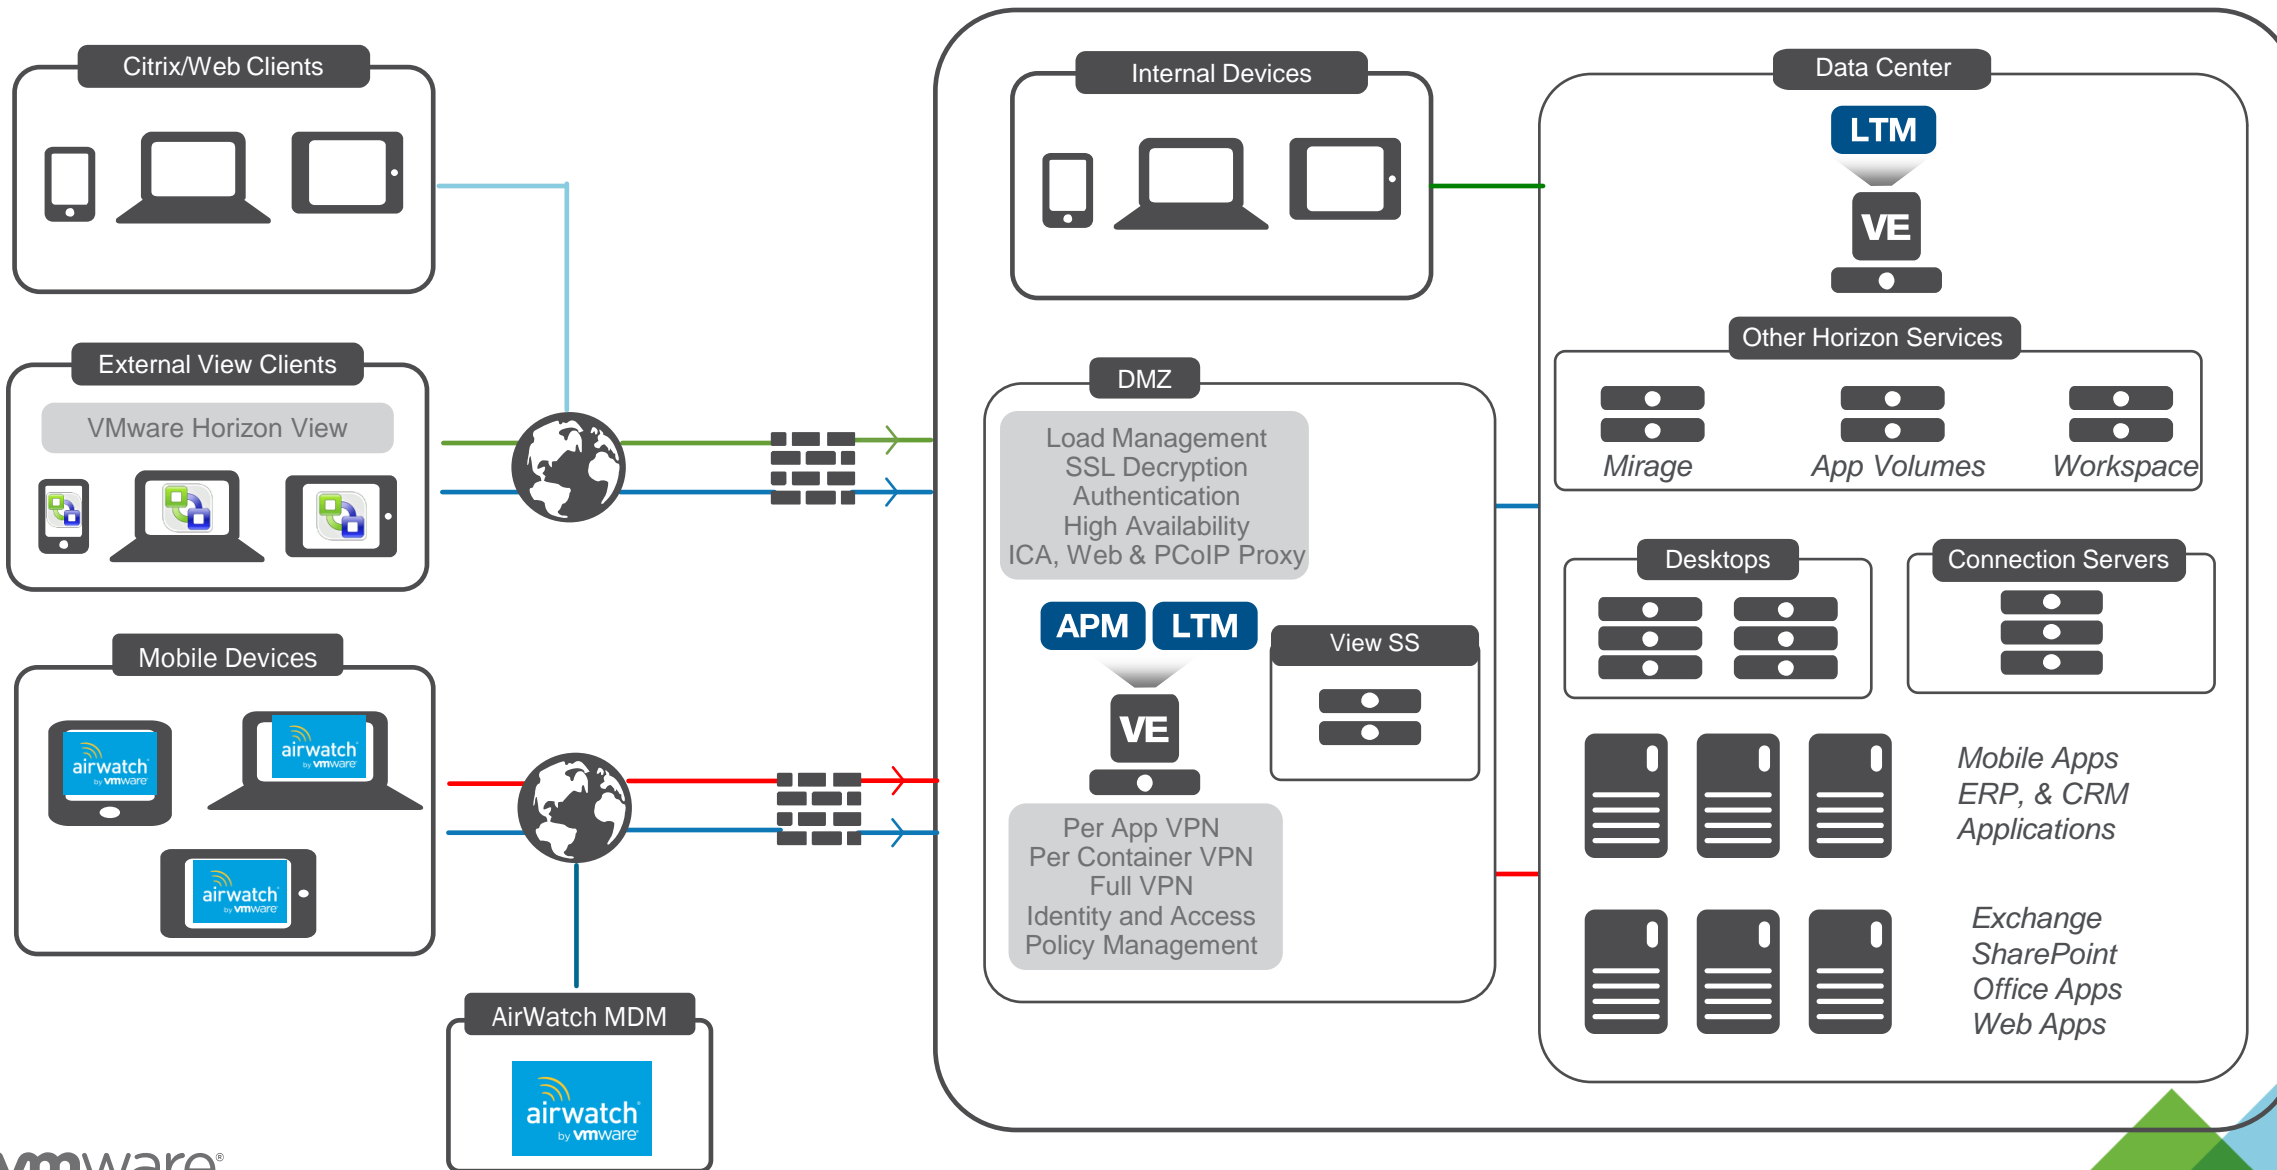 Citrix/Web Clients
External View Clients
VMware Horizon View
Mobile Devices
airwatch
by vmware
airwatch
by vmware
airwatch
by vmware
AirWatch MDM
airwatch
by vmware
Internal Devices
DMZ
Load Management
SSL Decryption
Authentication
High Availability
ICA, Web & PCoIP Proxy
APM
LTM
VE
View SS
Per App VPN
Per Container VPN
Full VPN
Identity and Access
Policy Management
Data Center
LTM
VE
Other Horizon Services
Mirage
App Volumes
Workspace
Desktops
Connection Servers
Mobile Apps
ERP, & CRM
Applications
Exchange
SharePoint
Office Apps
Web Apps
vmware®